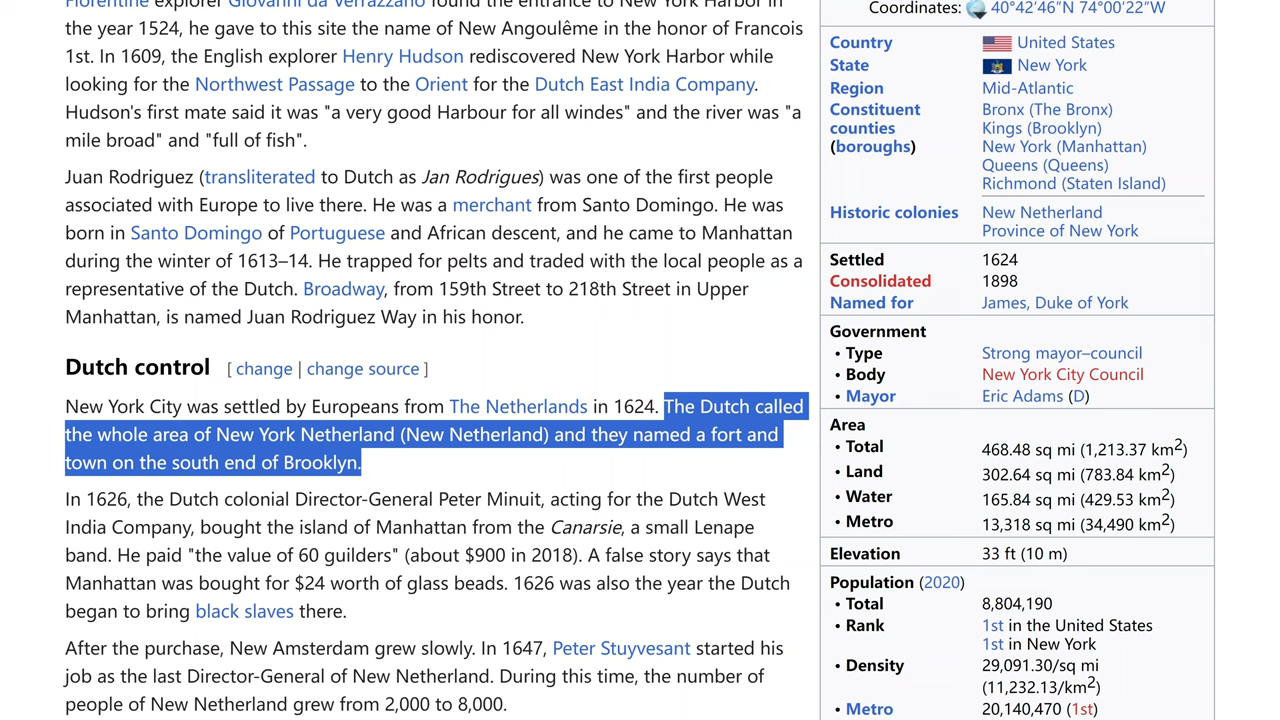 Florentine explorer Giovanni da Verrazzano found the entrance to New York Harbor in
the year 1524, he gave to this site the name of New Angoulême in the honor of Francois
1st. In 1609, the English explorer Henry Hudson rediscovered New York Harbor while
looking for the Northwest Passage to the Orient for the Dutch East India Company.
Hudson's first mate said it was "a very good Harbour for all windes" and the river was "a
mile broad" and "full of fish".
Juan Rodriguez (transliterated to Dutch as Jan Rodrigues) was one of the first people
associated with Europe to live there. He was a merchant from Santo Domingo. He was
born in Santo Domingo of Portuguese and African descent, and he came to Manhattan
during the winter of 1613–14. He trapped for pelts and traded with the local people as a
representative of the Dutch. Broadway, from 159th Street to 218th Street in Upper
Manhattan, is named Juan Rodriguez Way in his honor.
Dutch control [ change | change source ]
New York City was settled by Europeans from The Netherlands in 1624. The Dutch called
the whole area of New York Netherland (New Netherland) and they named a fort and
town on the south end of Brooklyn.
In 1626, the Dutch colonial Director-General Peter Minuit, acting for the Dutch West
India Company, bought the island of Manhattan from the Canarsie, a small Lenape
band. He paid "the value of 60 guilders" (about $900 in 2018). A false story says that
Manhattan was bought for $24 worth of glass beads. 1626 was also the year the Dutch
began to bring black slaves there.
After the purchase, New Amsterdam grew slowly. In 1647, Peter Stuyvesant started his
job as the last Director-General of New Netherland. During this time, the number of
people of New Netherland grew from 2,000 to 8,000.
Coordinates: 40°42′46″N 74°00′22″W
Country United States
State New York
Region Mid-Atlantic
Constituent Bronx (The Bronx)
counties Kings (Brooklyn)
(boroughs) New York (Manhattan)
Queens (Queens)
Richmond (Staten Island)
Historic colonies New Netherland
Province of New York
Settled 1624
Consolidated 1898
Named for James, Duke of York
Government
• Type Strong mayor–council
• Body New York City Council
• Mayor Eric Adams (D)
Area
• Total 468.48 sq mi (1,213.37 km2)
• Land 302.64 sq mi (783.84 km2)
• Water 165.84 sq mi (429.53 km2)
• Metro 13,318 sq mi (34,490 km2)
Elevation 33 ft (10 m)
Population (2020)
• Total 8,804,190
• Rank 1st in the United States
1st in New York
• Density 29,091.30/sq mi
(11,232.13/km2)
• Metro 20,140,470 (1st)